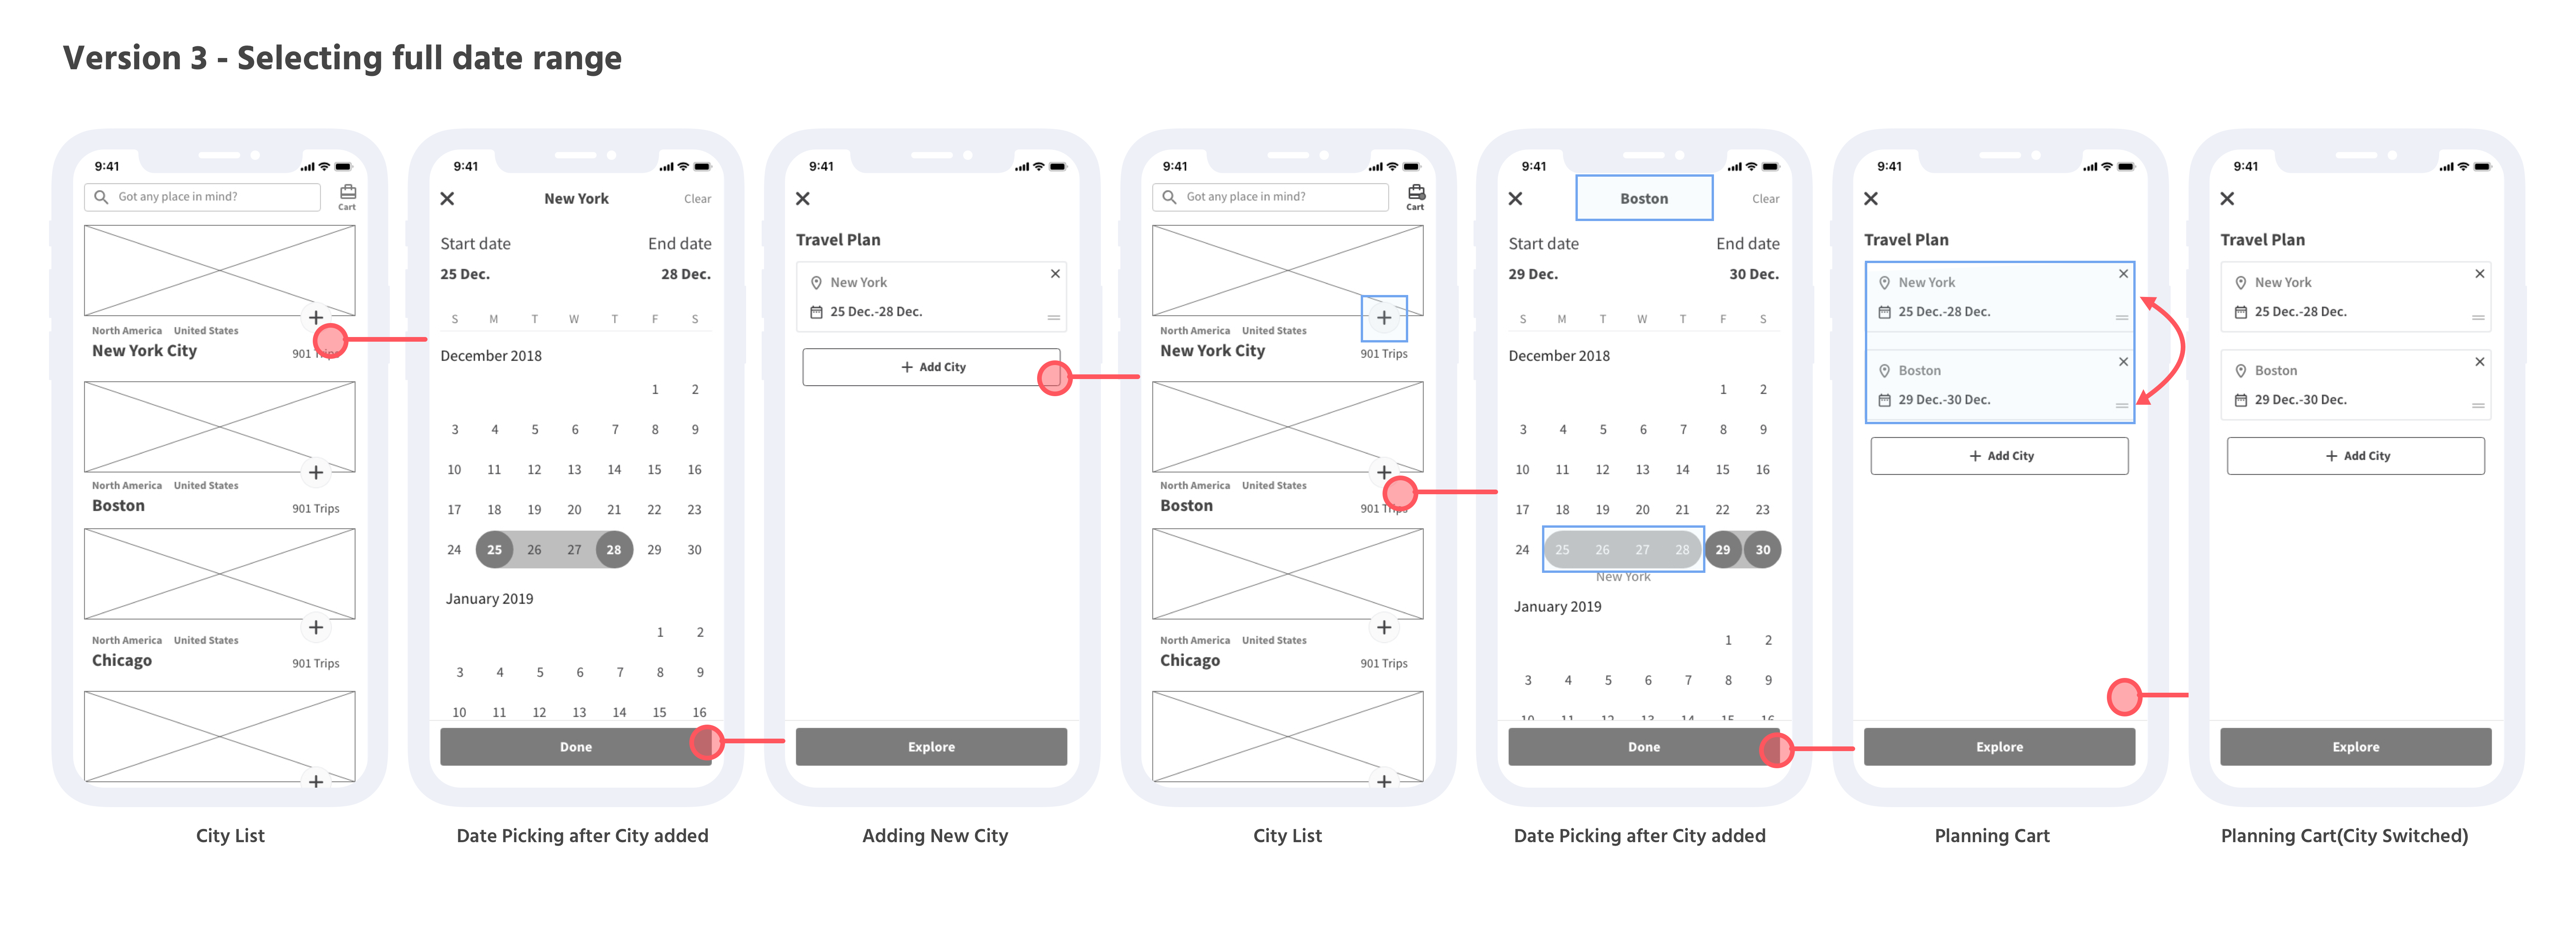 Version 3 - Selecting full date range
9:41
Got any place in mind?
Cart
North America United States
New York City
901 Trips
North America United States
Boston
901 Trips
North America United States
Chicago
901 Trips
City List
9:41
New York
Clear
Start date End date
25 Dec. 28 Dec.
S M T W T F S
December 2018
1 2
3 4 5 6 7 8 9
10 11 12 13 14 15 16
17 18 19 20 21 22 23
24 25 26 27 28 29 30
January 2019
1 2
3 4 5 6 7 8 9
10 11 12 13 14 15 16
Done
Date Picking after City added
9:41
Travel Plan
New York
25 Dec.-28 Dec.
Add City
Explore
Adding New City
9:41
Got any place in mind?
Cart
North America United States
New York City
901 Trips
North America United States
Boston
901 Trips
North America United States
Chicago
901 Trips
City List
9:41
Boston
Clear
Start date End date
29 Dec. 30 Dec.
S M T W T F S
December 2018
1 2
3 4 5 6 7 8 9
10 11 12 13 14 15 16
17 18 19 20 21 22 23
24 25 26 27 28 29 30
New York
January 2019
1 2
3 4 5 6 7 8 9
10 11 12 13 14 15 16
Done
Date Picking after City added
9:41
Travel Plan
New York
25 Dec.-28 Dec.
Boston
29 Dec.-30 Dec.
Add City
Explore
Planning Cart
9:41
Travel Plan
New York
25 Dec.-28 Dec.
Boston
29 Dec.-30 Dec.
Add City
Explore
Planning Cart(City Switched)